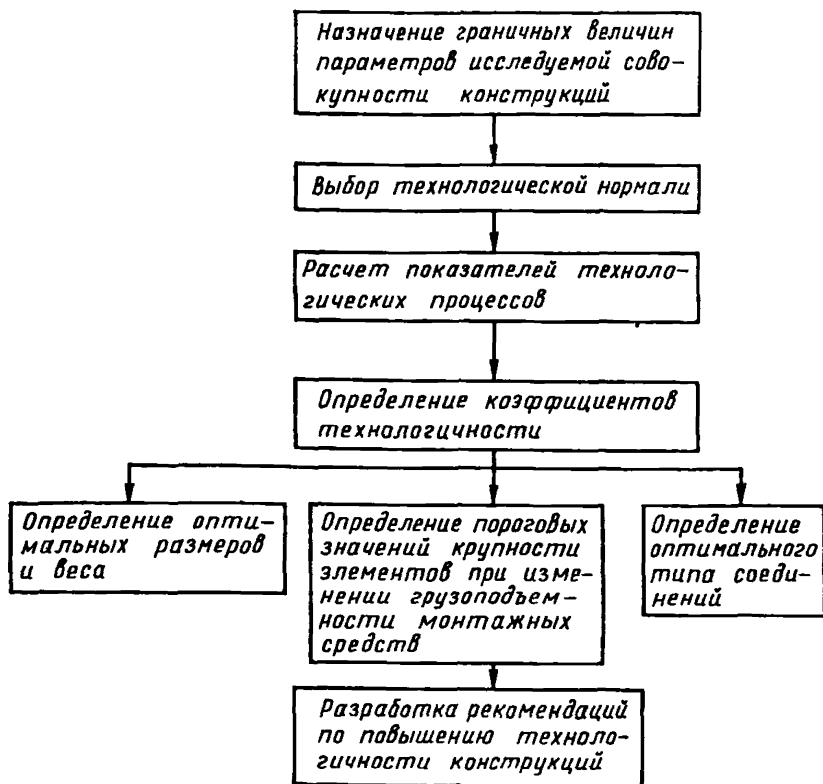 Назначение граничных величин
параметров исследуемой сово-
купности конструкций
Выбор технологической нормали
Расчет показателей техноло-
гических процессов
Определение коэффициентов
технологичности
Определение опти-
мальных размеров
и веса
Определение пороговых
значений крупности
элементов при изме-
нении грузоподъем-
ности монтажных
средств
Определение
оптимального
типа соеди-
нений
Разработка рекомендаций
по повышению техноло-
гичности конструкций